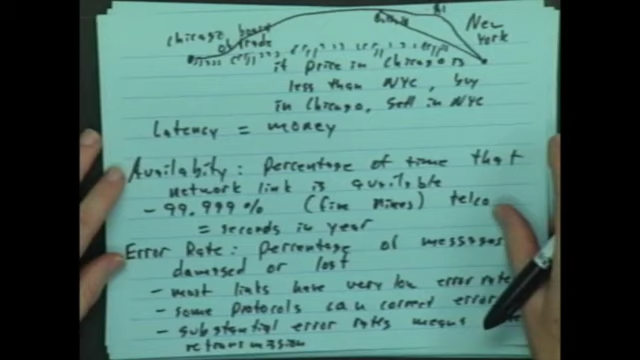 New
York
Chicago board
of trade
if price in Chicago is
less than NYC, buy
in Chicago, sell in NYC
Latency = money
Availability: percentage of time that
network link is available
- 99.999% (five nines) telco
= seconds in year
Error Rate: percentage of messages
damaged or lost
- most links have very low error rate
- some protocols can correct error
- substantial error rates means
retransmission